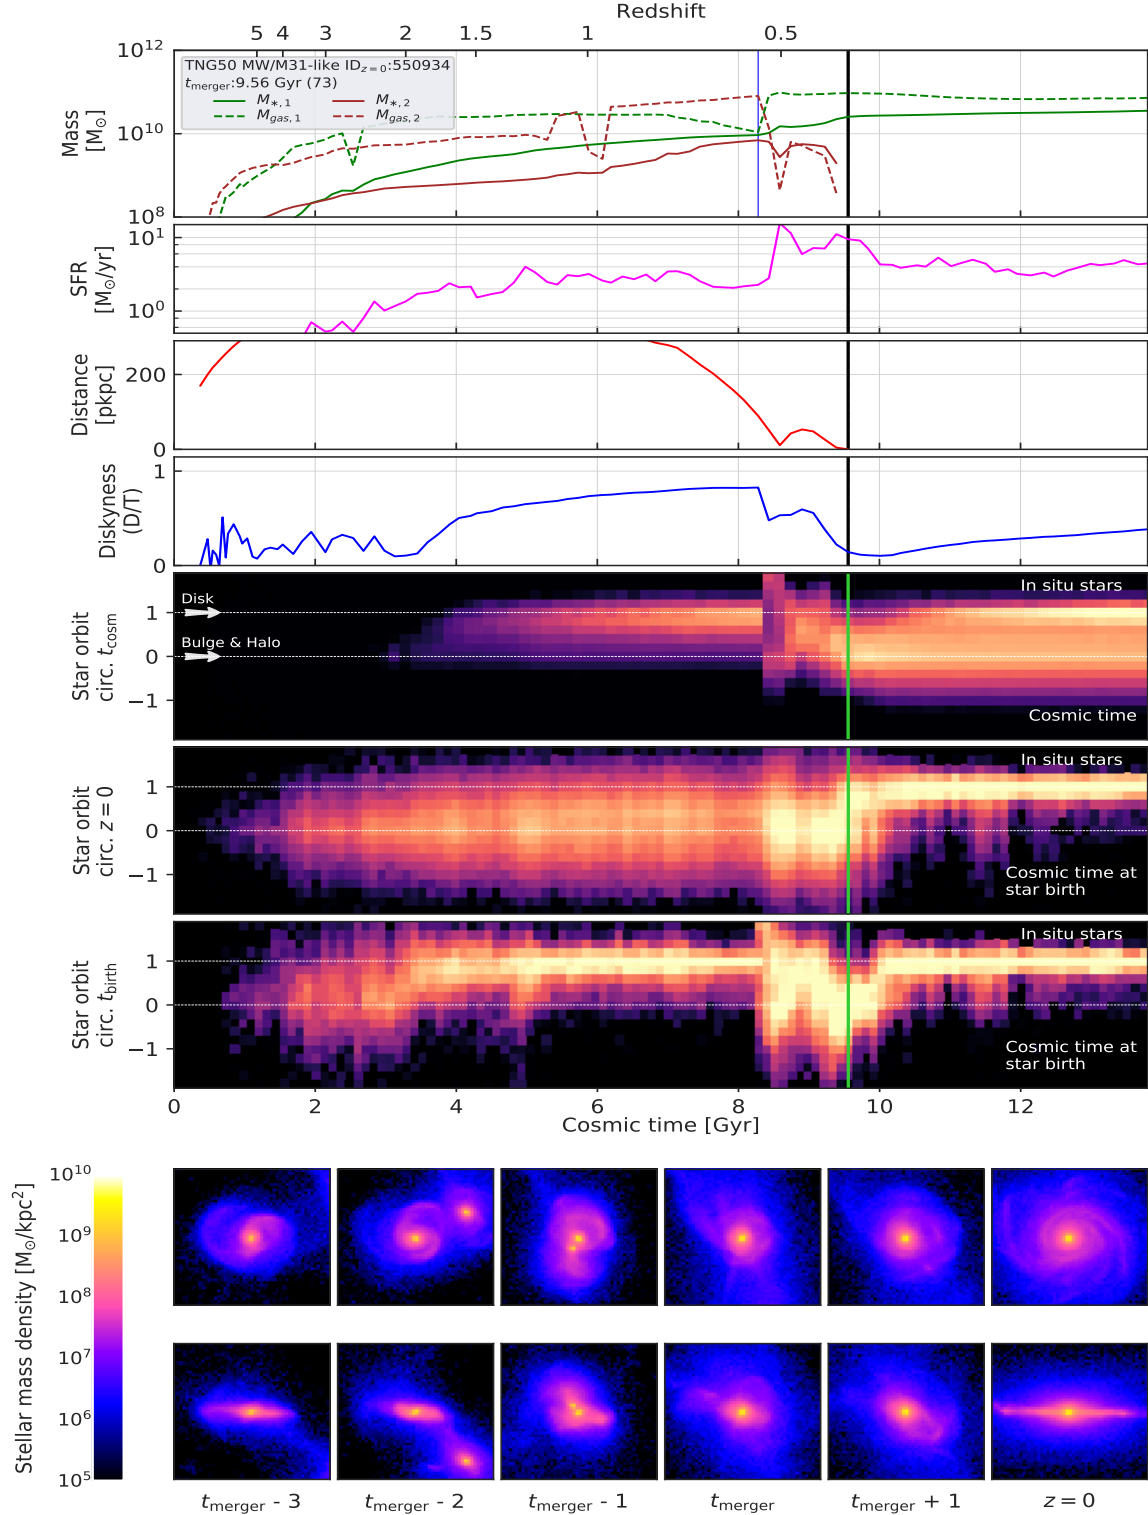 Redshift
5 4 3 2 1.5 1 0.5
10^12
10^10
10^8
Mass
[M⊙]
TNG50 MW/M31-like ID_{z=0}:550934
t_merger:9.56 Gyr (73)
M_{∗,1} M_{∗,2}
M_{gas,1} M_{gas,2}
10^1
10^0
SFR
[M⊙/yr]
200
0
Distance
[pkpc]
1
0
Diskyness
(D/T)
In situ stars
Disk
Bulge & Halo
Cosmic time
1
0
−1
Star orbit
circ. t_cosm
In situ stars
1
0
−1
Star orbit
circ. z = 0
Cosmic time at
star birth
In situ stars
1
0
−1
Star orbit
circ. t_birth
Cosmic time at
star birth
0 2 4 6 8 10 12
Cosmic time [Gyr]
10^10
10^9
10^8
10^7
10^6
10^5
Stellar mass density [M⊙/kpc^2]
t_merger - 3 t_merger - 2 t_merger - 1 t_merger t_merger + 1 z = 0